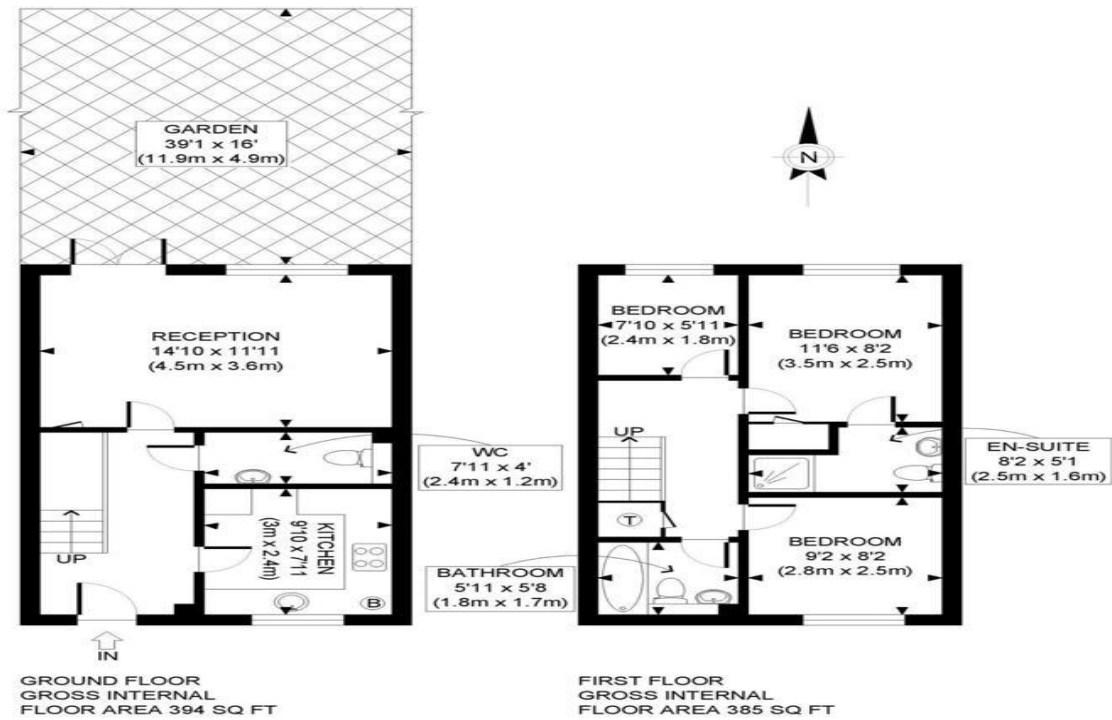 GARDEN
39'1 x 16'
(11.9m x 4.9m)
N
RECEPTION
14'10 x 11'11
(4.5m x 3.6m)
WC
7'11 x 4'
(2.4m x 1.2m)
KITCHEN
9'10 x 7'11
(3m x 2.4m)
UP
B
IN
GROUND FLOOR
GROSS INTERNAL
FLOOR AREA 394 SQ FT
BEDROOM
7'10 x 5'11
(2.4m x 1.8m)
BEDROOM
11'6 x 8'2
(3.5m x 2.5m)
UP
EN-SUITE
8'2 x 5'1
(2.5m x 1.6m)
T
BATHROOM
5'11 x 5'8
(1.8m x 1.7m)
BEDROOM
9'2 x 8'2
(2.8m x 2.5m)
FIRST FLOOR
GROSS INTERNAL
FLOOR AREA 385 SQ FT